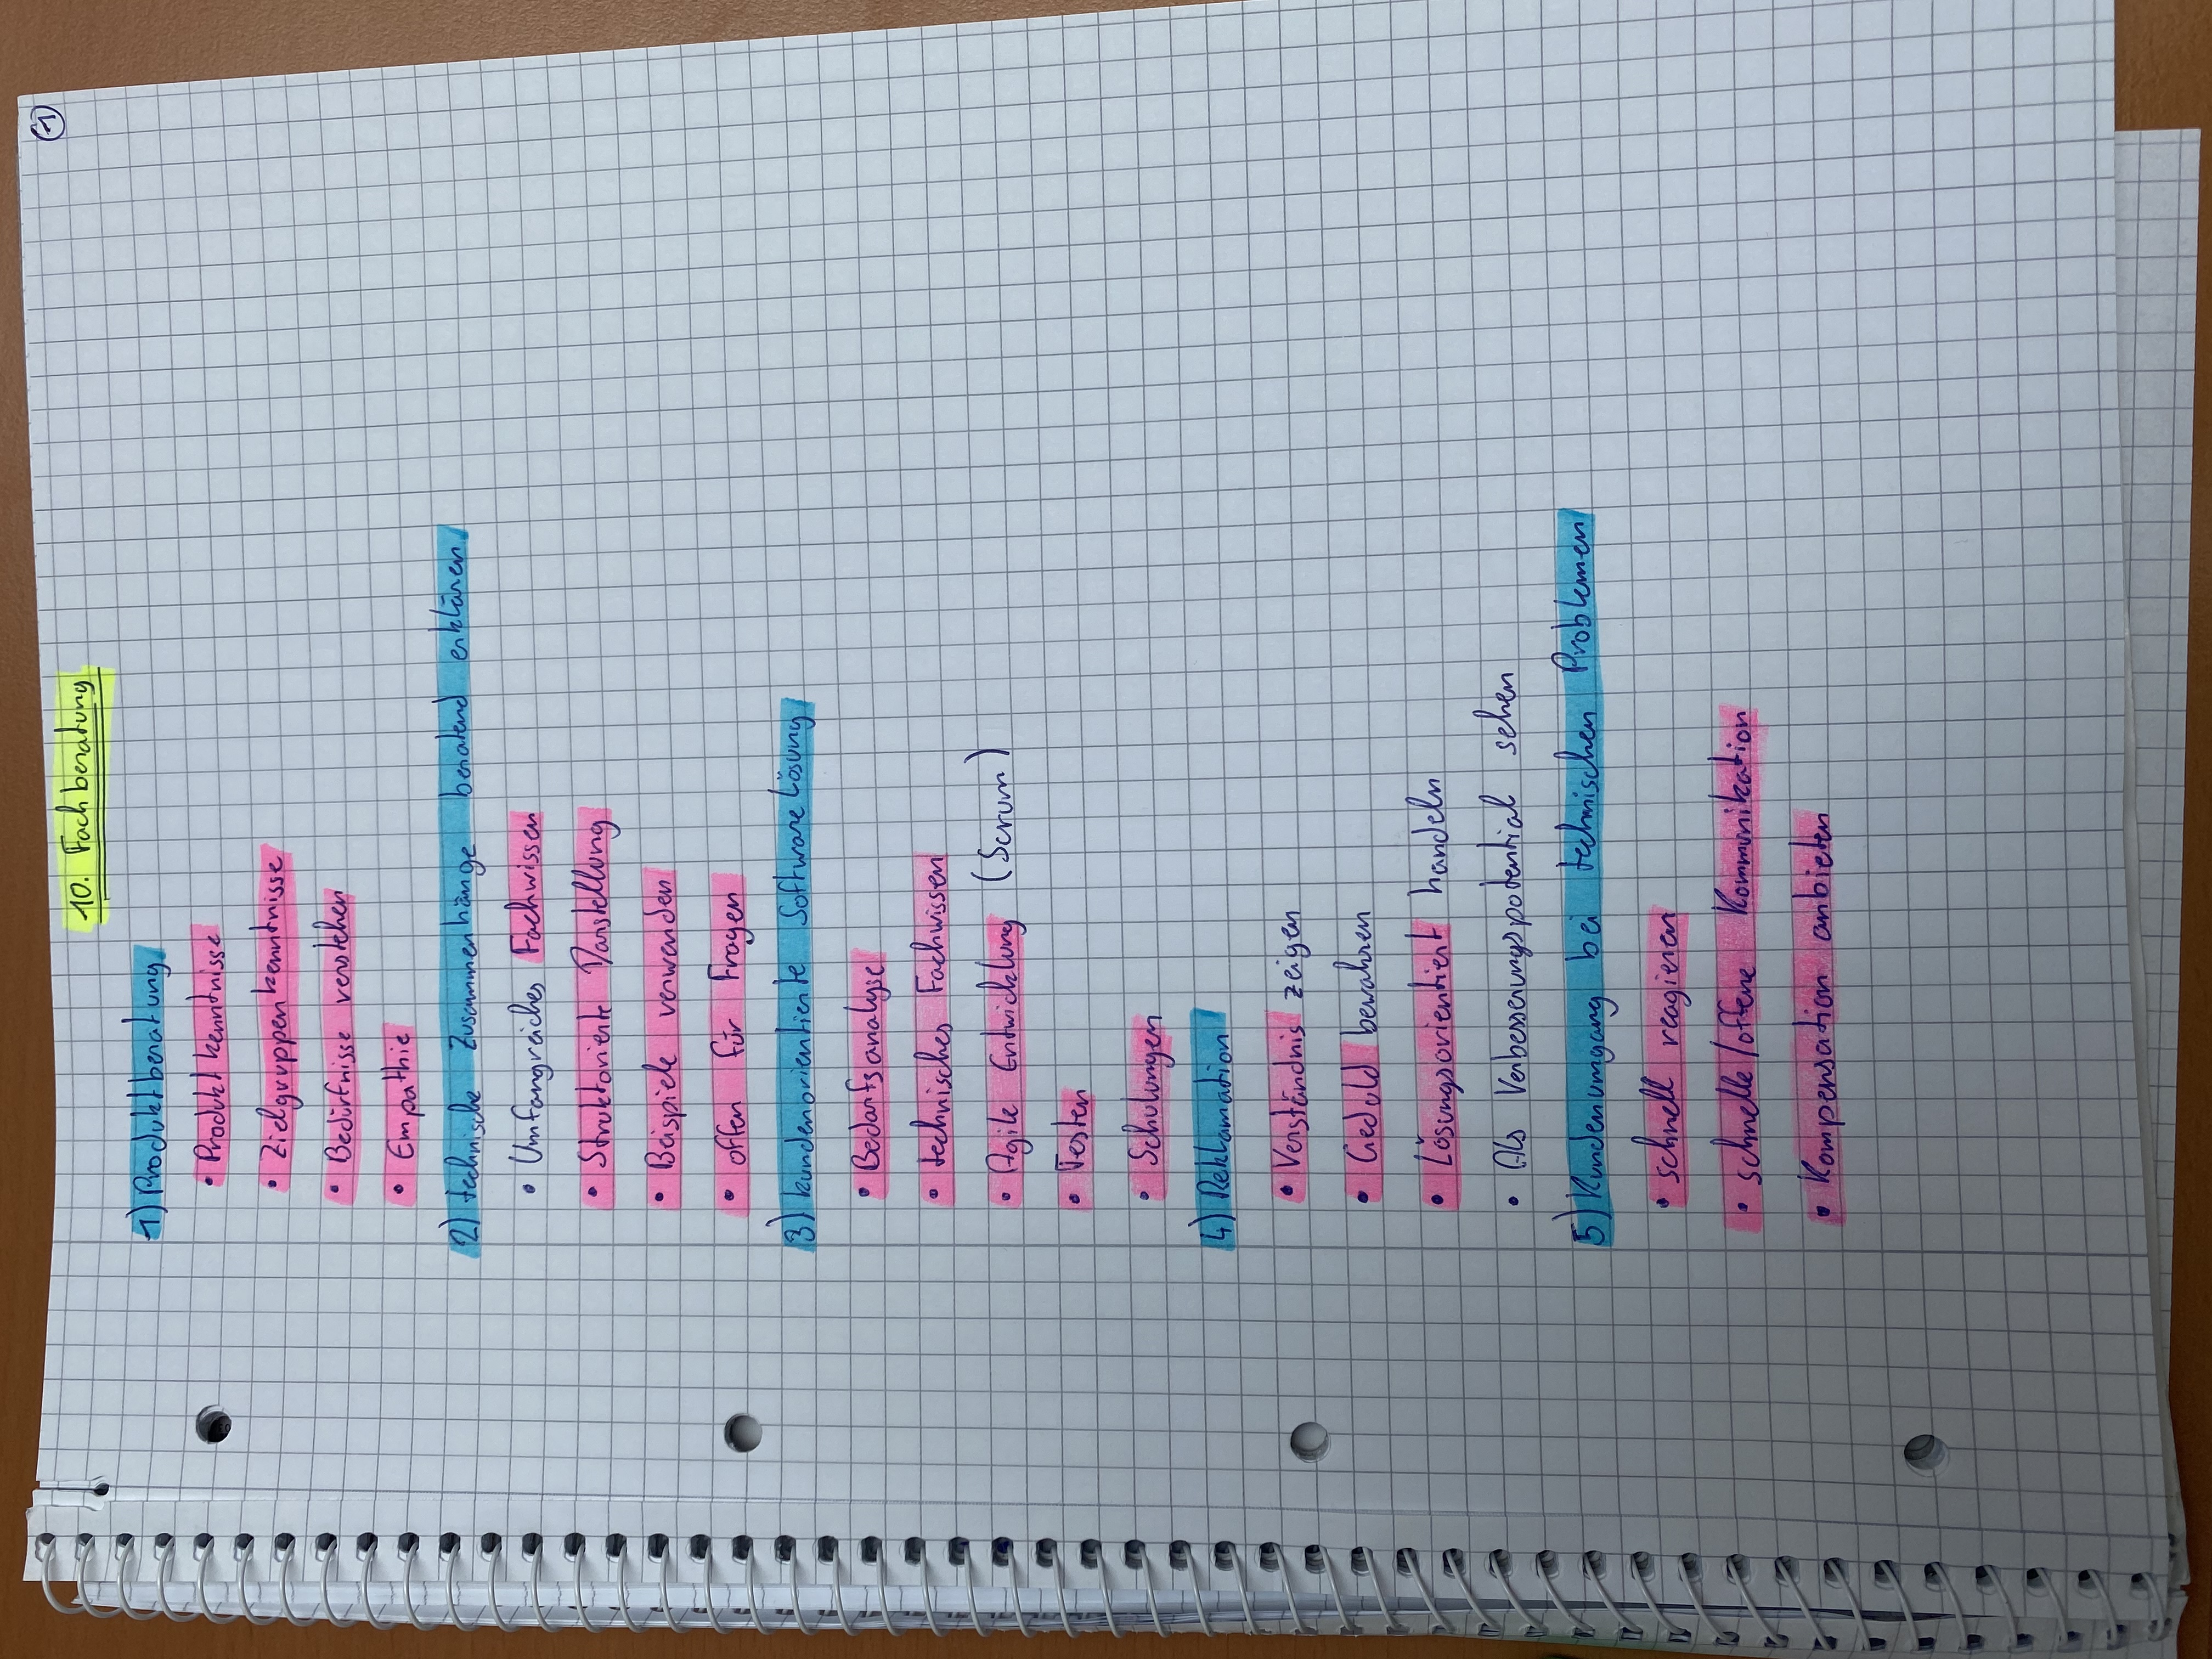 1
10. Fachberatung
1) Produktberatung
• Produktkenntnisse
• Zielgruppenkenntnisse
• Bedürfnisse verstehen
• Empathie
2) technische Zusammenhänge beratend erklären
• Umfangreiches Fachwissen
• Strukturierte Darstellung
• Beispiele verwenden
• offen für Fragen
3) kundenorientierte Softwarelösung
• Bedarfsanalyse
• technisches Fachwissen
• Agile Entwicklung (Scrum)
• Testen
• Schulungen
4) Reklamation
• Verständnis zeigen
• Geduld bewahren
• Lösungsorientiert handeln
• Als Verbesserungspotential sehen
5) Kundenumgang bei technischen Problemen
• schnell reagieren
• schnelle/offene Kommunikation
• Kompensation anbieten